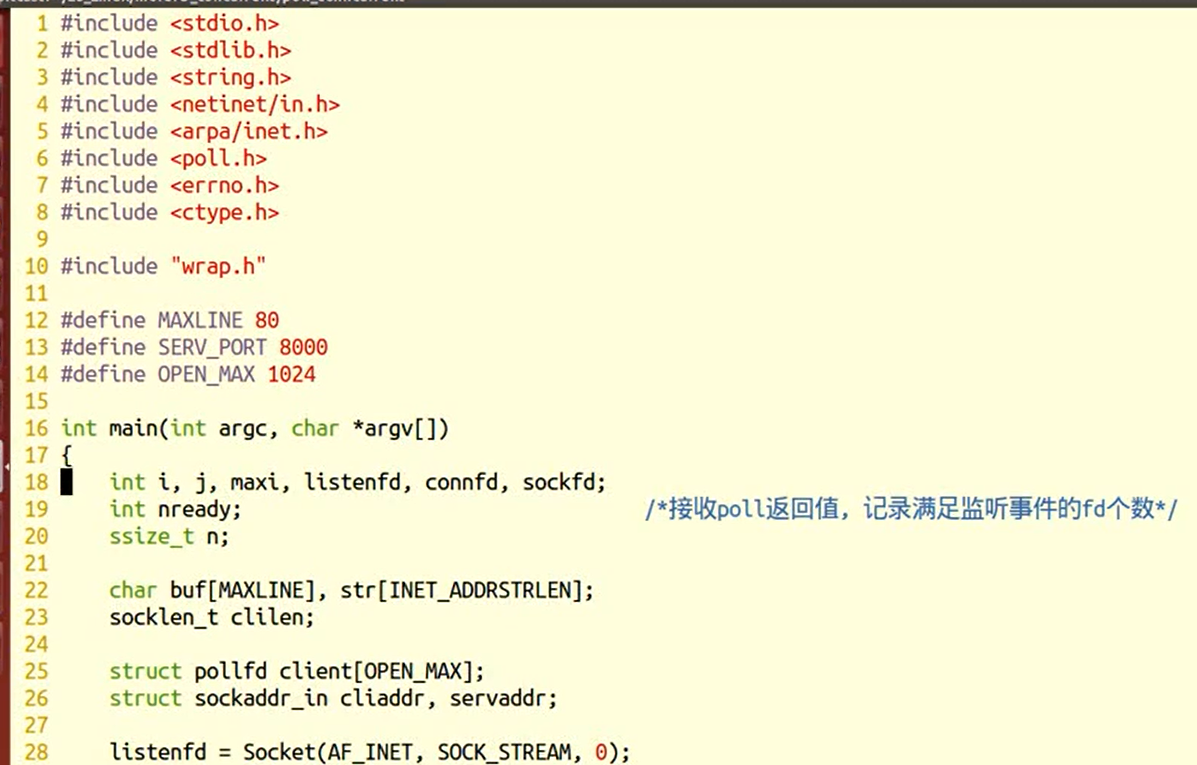 1 #include <stdio.h>
2 #include <stdlib.h>
3 #include <string.h>
4 #include <netinet/in.h>
5 #include <arpa/inet.h>
6 #include <poll.h>
7 #include <errno.h>
8 #include <ctype.h>
9
10 #include "wrap.h"
11
12 #define MAXLINE 80
13 #define SERV_PORT 8000
14 #define OPEN_MAX 1024
15
16 int main(int argc, char *argv[])
17 {
18     int i, j, maxi, listenfd, connfd, sockfd;
19     int nready;                                 /*接收poll返回值，记录满足监听事件的fd个数*/
20     ssize_t n;
21
22     char buf[MAXLINE], str[INET_ADDRSTRLEN];
23     socklen_t clilen;
24
25     struct pollfd client[OPEN_MAX];
26     struct sockaddr_in cliaddr, servaddr;
27
28     listenfd = Socket(AF_INET, SOCK_STREAM, 0);